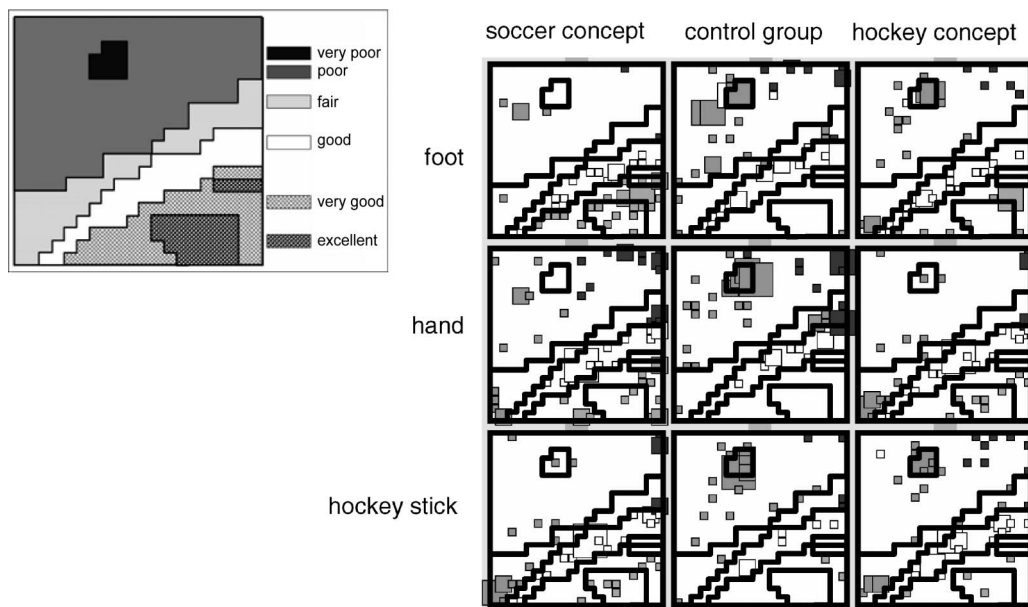 very poor
poor
fair
good
very good
excellent
soccer concept control group hockey concept
foot
hand
hockey stick